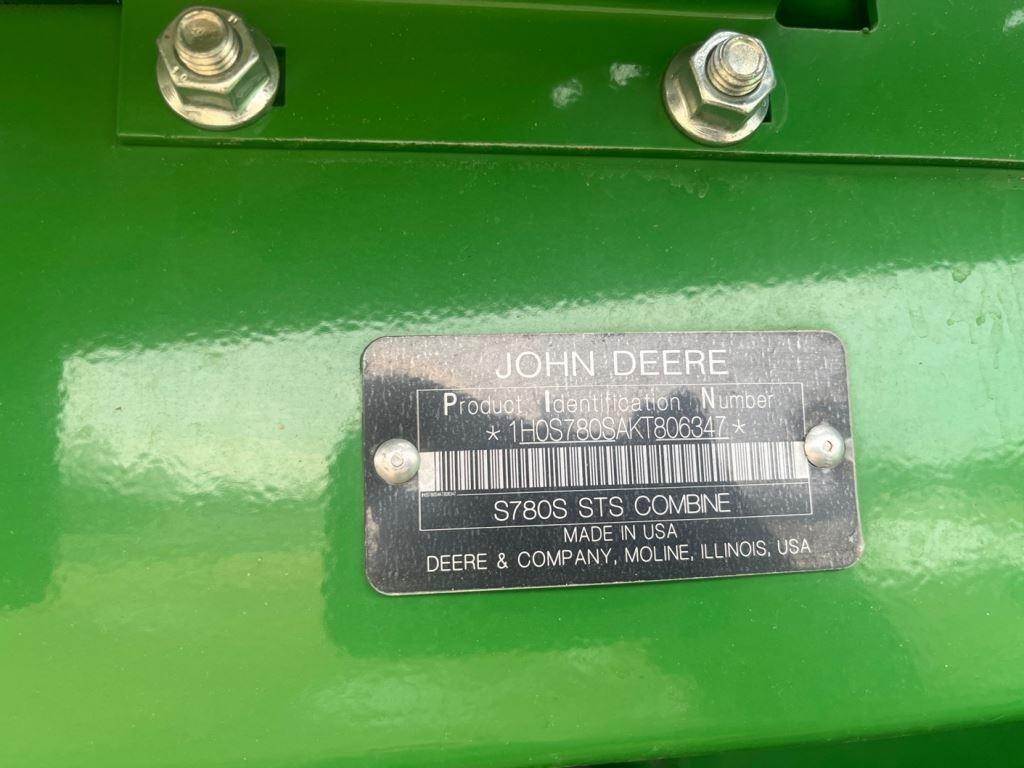 JOHN DEERE
Product Identification Number
*1H0S780SAKT806347*
S780S STS COMBINE
MADE IN USA
DEERE & COMPANY, MOLINE, ILLINOIS, USA